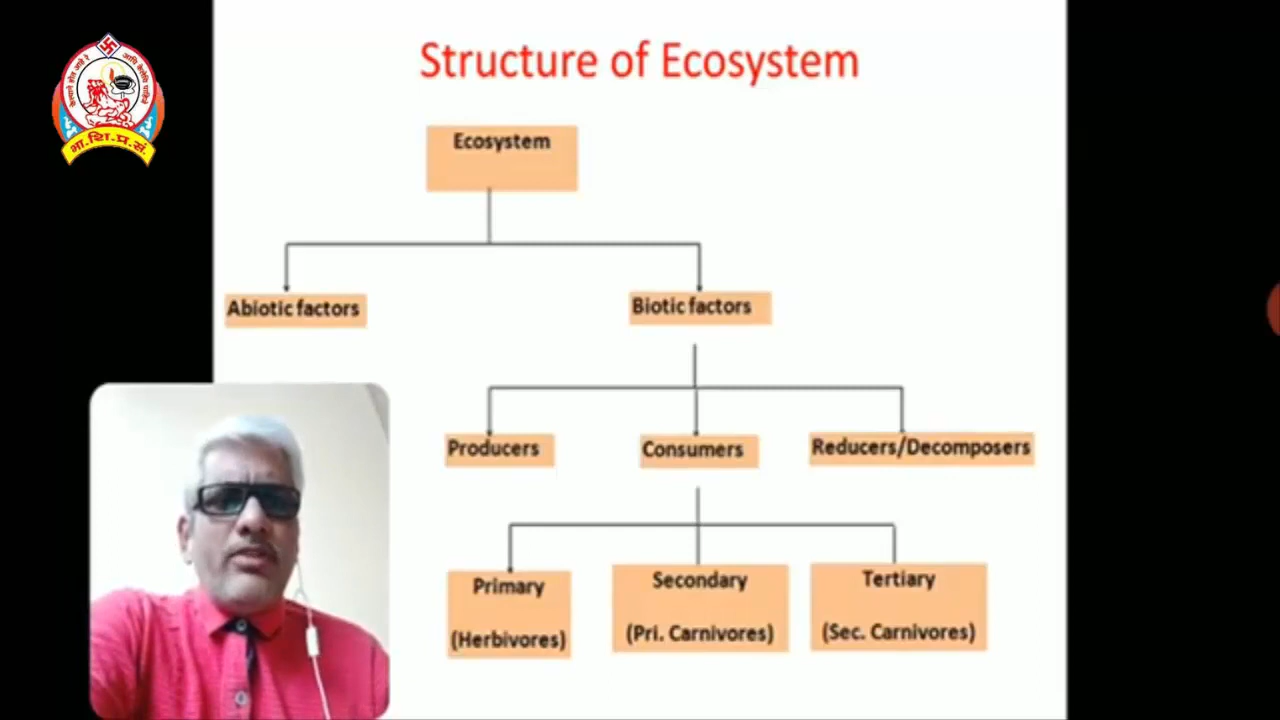 भा.शि.प्र.सं.
Structure of Ecosystem
Ecosystem
Abiotic factors
Biotic factors
Producers
Consumers
Reducers/Decomposers
Primary
(Herbivores)
Secondary
(Pri. Carnivores)
Tertiary
(Sec. Carnivores)